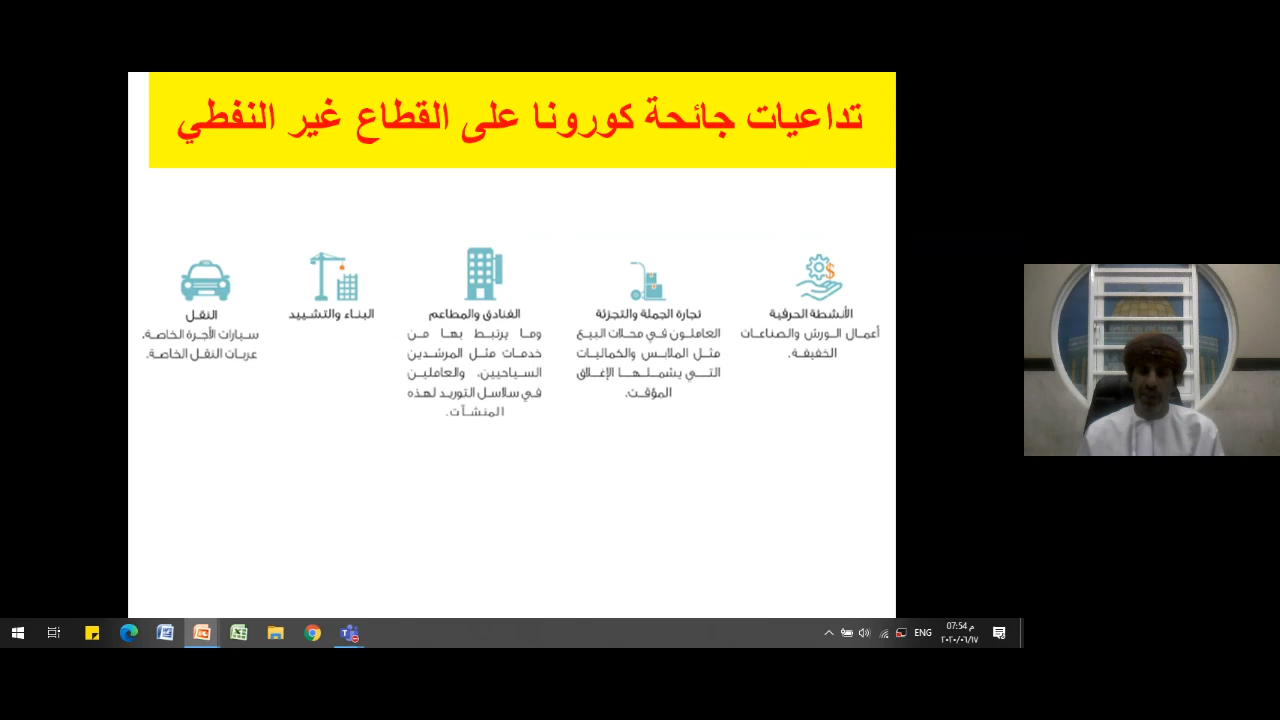 تداعيات جائحة كورونا على القطاع غير النفطي
الأنشطة الحرفية
أعمال الورش والصناعات
الخفيفة.
تجارة الجملة والتجزئة
العاملون في محلات البيع
مثل الملابس والكماليات
التي يشملها الإغلاق
المؤقت.
الفنادق والمطاعم
وما يرتبط بها من
خدمات مثل المرشدين
السياحيين، والعاملين
في سلاسل التوريد لهذه
المنشآت.
البناء والتشييد
النقل
سيارات الأجرة الخاصة.
عربات النقل الخاصة.
ENG
07:54 م
٢٠٢٠/٠٦/١٧